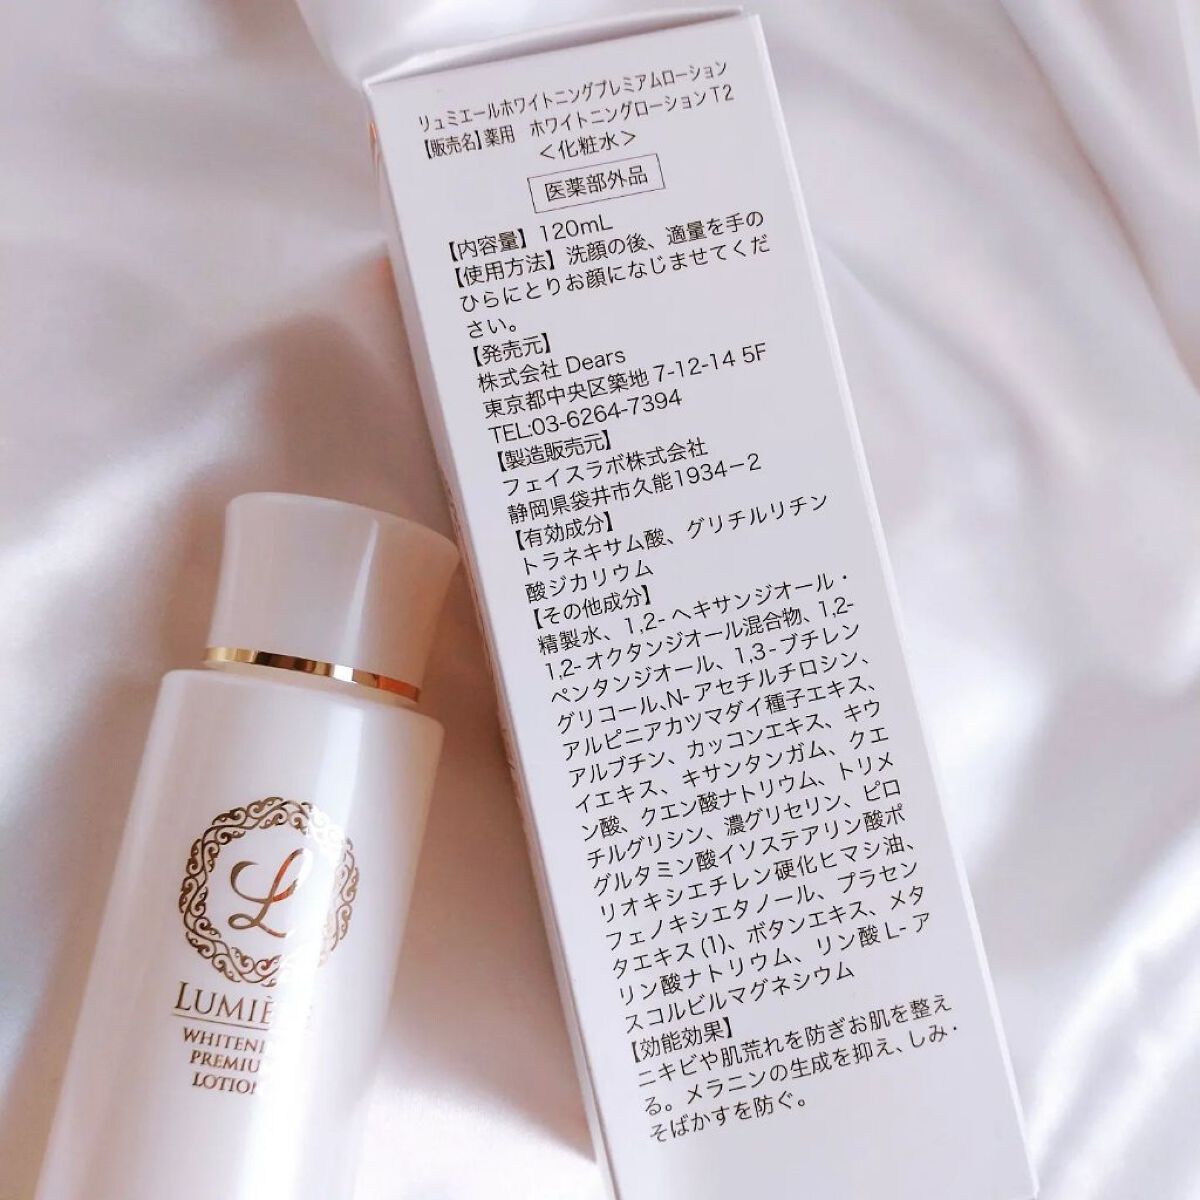 リュミエールホワイトニングプレミアムローション
【販売名】薬用 ホワイトニングローションT2
＜化粧水＞
医薬部外品
【内容量】120mL
【使用方法】洗顔の後、適量を手の
ひらにとりお顔になじませてくだ
さい。
【発売元】
株式会社 Dears
東京都中央区築地 7-12-14 5F
TEL:03-6264-7394
【製造販売元】
フェイスラボ株式会社
静岡県袋井市久能1934−2
【有効成分】
トラネキサム酸、グリチルリチン
酸ジカリウム
【その他成分】
精製水、1,2-ヘキサンジオール・
1,2-オクタンジオール混合物、1,2-
ペンタンジオール、1,3-ブチレン
グリコール、N-アセチルチロシン、
アルピニアカツマダイ種子エキス、
アルブチン、カッコンエキス、キウ
イエキス、キサンタンガム、クエ
ン酸、クエン酸ナトリウム、トリメ
チルグリシン、濃グリセリン、ピロ
グルタミン酸イソステアリン酸ポ
リオキシエチレン硬化ヒマシ油、
フェノキシエタノール、プラセン
タエキス(1)、ボタンエキス、メタ
リン酸ナトリウム、リン酸L-ア
スコルビルマグネシウム
【効能効果】
ニキビや肌荒れを防ぎお肌を整え
る。メラニンの生成を抑え、しみ・
そばかすを防ぐ。
L
LUMIÈRE
WHITENI
PREMIU
LOTION